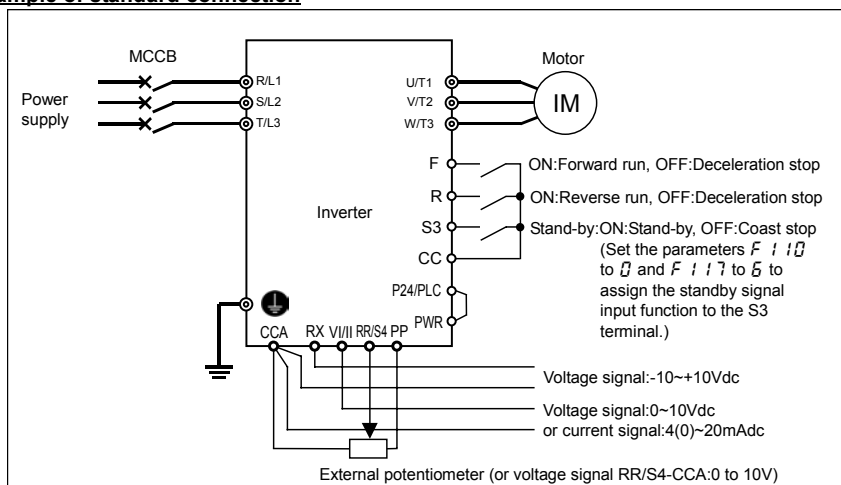 ample of standard connection
MCCB
Motor
R/L1
U/T1
Power
supply
S/L2
V/T2
IM
T/L3
W/T3
F
ON:Forward run, OFF:Deceleration stop
R
ON:Reverse run, OFF:Deceleration stop
Inverter
S3
Stand-by:ON:Stand-by, OFF:Coast stop
(Set the parameters F 110
to 0 and F 117 to 6 to
assign the standby signal
input function to the S3
terminal.)
CC
P24/PLC
PWR
CCA RX VI/II RR/S4 PP
Voltage signal:-10~+10Vdc
Voltage signal:0~10Vdc
or current signal:4(0)~20mAdc
External potentiometer (or voltage signal RR/S4-CCA:0 to 10V)